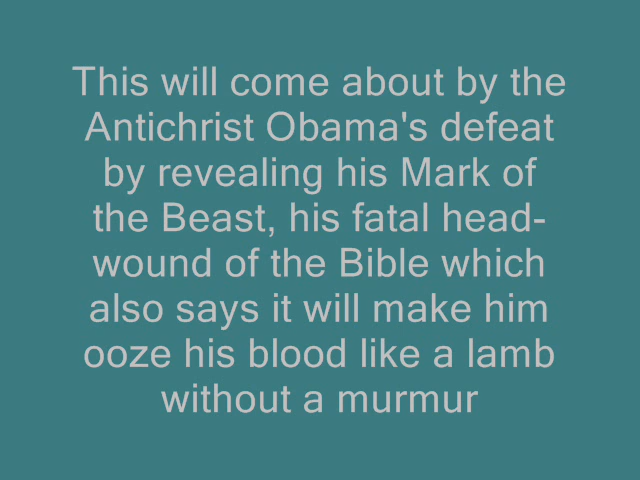 This will come about by the
Antichrist Obama's defeat
by revealing his Mark of
the Beast, his fatal head-
wound of the Bible which
also says it will make him
ooze his blood like a lamb
without a murmur